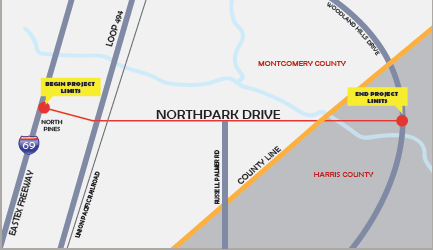 LOOP 494
WOODLAND HILLS DRIVE
MONTGOMERY COUNTY
BEGIN PROJECT
LIMITS
END PROJECT
LIMITS
NORTHPARK DRIVE
NORTH
PINES
69
EASTEX FREEWAY
UNION PACIFIC RAILROAD
RUSSELL PALMER RD
COUNTY LINE
HARRIS COUNTY